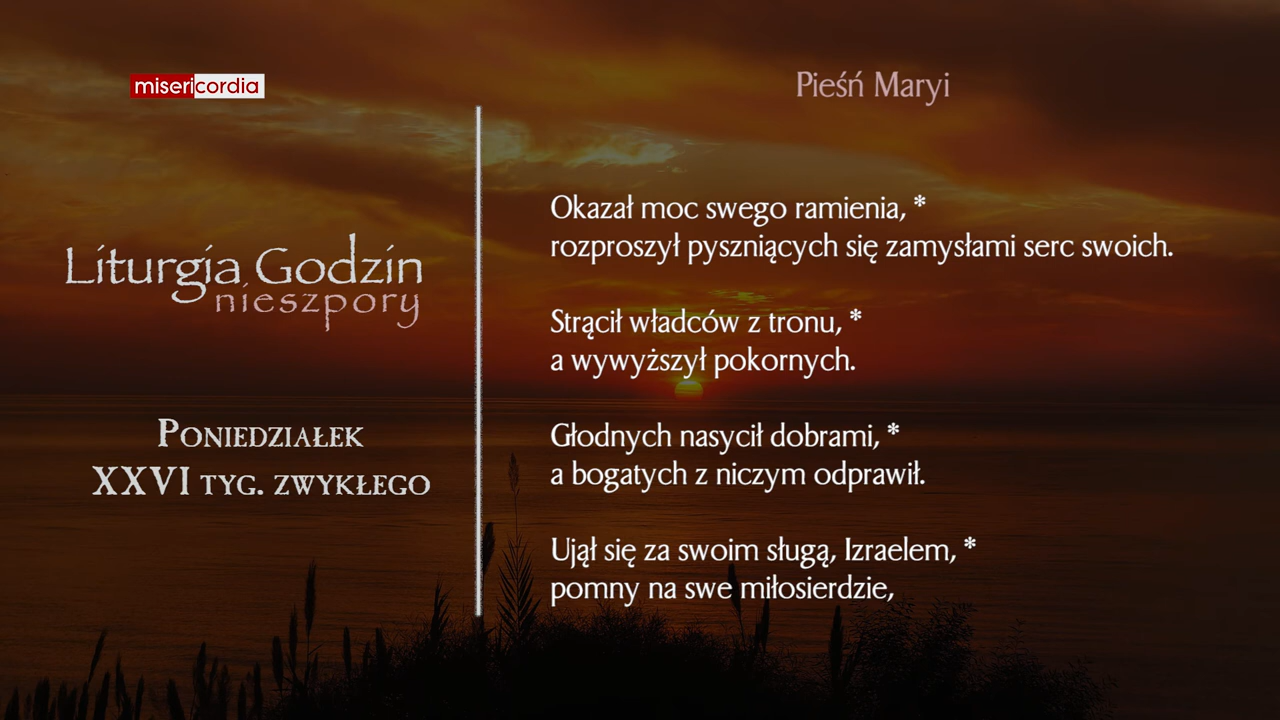 misericordia
Liturgia Godzin
nieszpory
Poniedziałek
XXVI tyg. zwykłego
Pieśń Maryi
Okazał moc swego ramienia, *
rozproszył pyszniących się zamysłami serc swoich.
Strącił władców z tronu, *
a wywyższył pokornych.
Głodnych nasycił dobrami, *
a bogatych z niczym odprawił.
Ujął się za swoim sługą, Izraelem, *
pomny na swe miłosierdzie,